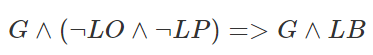 G ∧ (¬LO ∧ ¬LP) => G ∧ LB